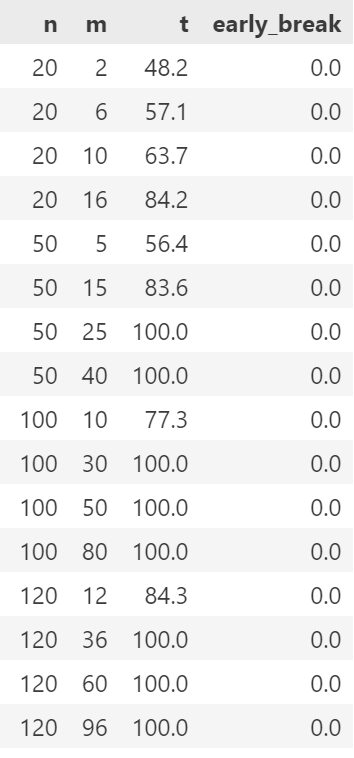 n m t early_break
20 2 48.2 0.0
20 6 57.1 0.0
20 10 63.7 0.0
20 16 84.2 0.0
50 5 56.4 0.0
50 15 83.6 0.0
50 25 100.0 0.0
50 40 100.0 0.0
100 10 77.3 0.0
100 30 100.0 0.0
100 50 100.0 0.0
100 80 100.0 0.0
120 12 84.3 0.0
120 36 100.0 0.0
120 60 100.0 0.0
120 96 100.0 0.0